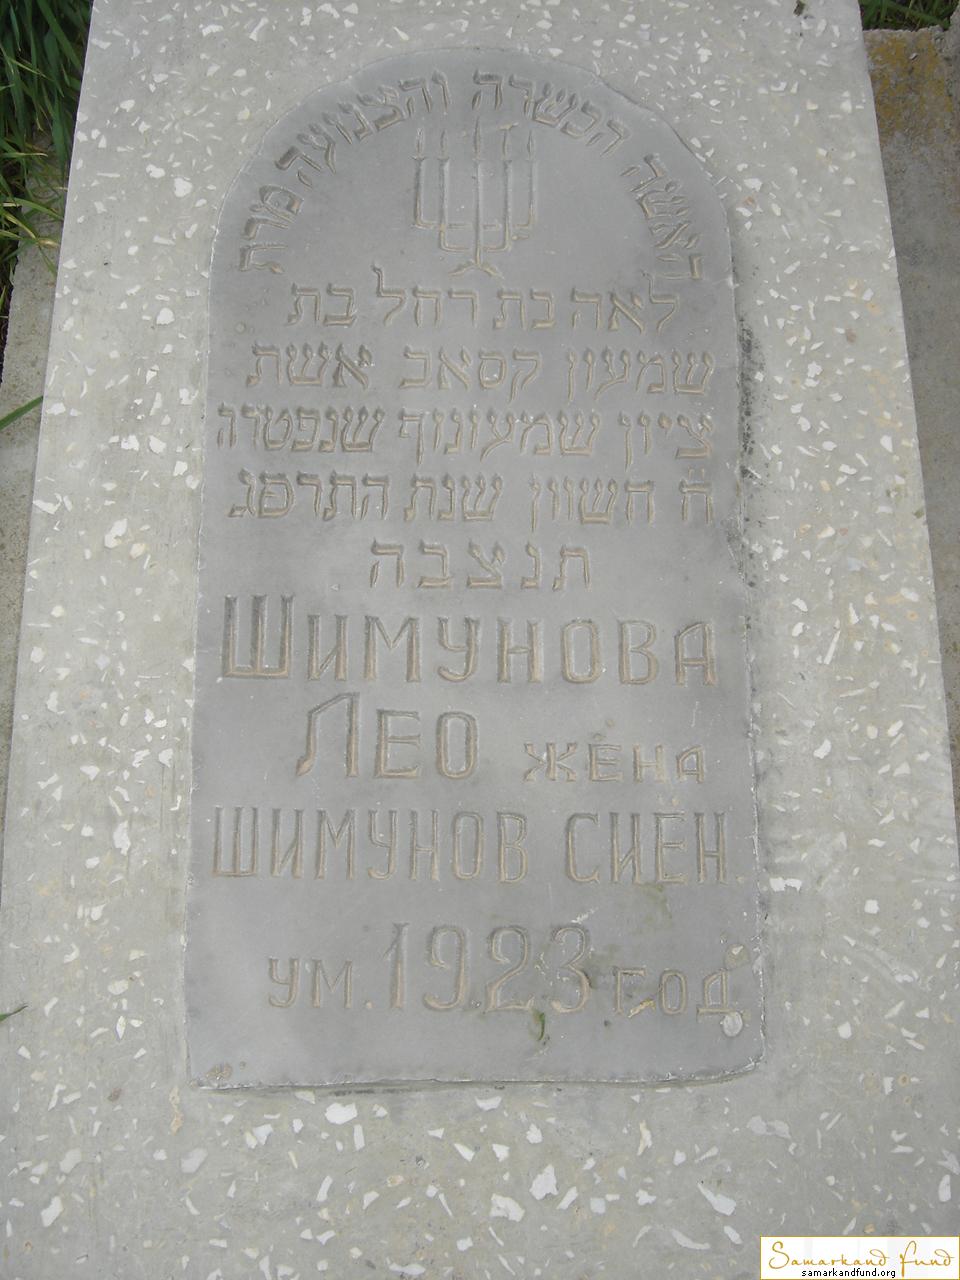 האשה הכשרה והצנועה מרת
לאה בת רחל בת
שמעון קסאב אשת
ציון שמעונוף שנפטרה
ח חשוון שנת התרפג
תנצבה
ШИМУНОВА
ЛЕО ЖЁНА
ШИМУНОВ СИЁН.
УМ. 1923 ГОД
Samarkand fund
samarkandfund.org